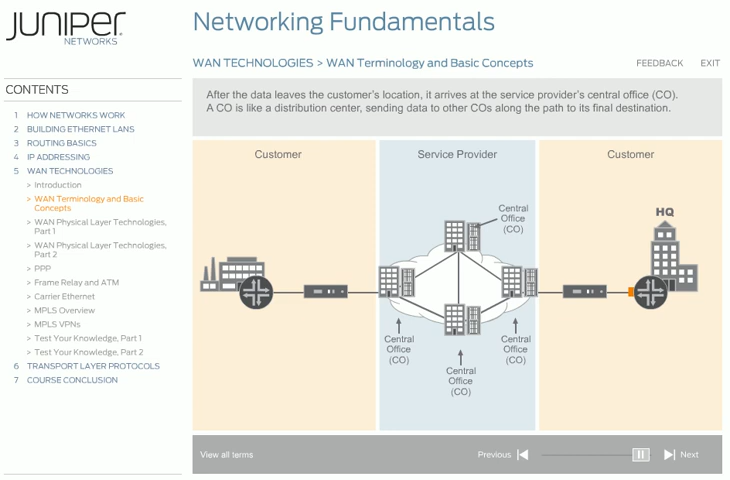 JUNIPER
NETWORKS
Networking Fundamentals
WAN TECHNOLOGIES > WAN Terminology and Basic Concepts
FEEDBACK EXIT
CONTENTS
1 HOW NETWORKS WORK
2 BUILDING ETHERNET LANS
3 ROUTING BASICS
4 IP ADDRESSING
5 WAN TECHNOLOGIES
> Introduction
> WAN Terminology and Basic
Concepts
> WAN Physical Layer Technologies,
Part 1
> WAN Physical Layer Technologies,
Part 2
> PPP
> Frame Relay and ATM
> Carrier Ethernet
> MPLS Overview
> MPLS VPNs
> Test Your Knowledge, Part 1
> Test Your Knowledge, Part 2
6 TRANSPORT LAYER PROTOCOLS
7 COURSE CONCLUSION
After the data leaves the customer's location, it arrives at the service provider's central office (CO).
A CO is like a distribution center, sending data to other COs along the path to its final destination.
Customer
Service Provider
Customer
Central
Office
(CO)
HQ
Central
Office
(CO)
Central
Office
(CO)
Central
Office
(CO)
View all terms
Previous
Next